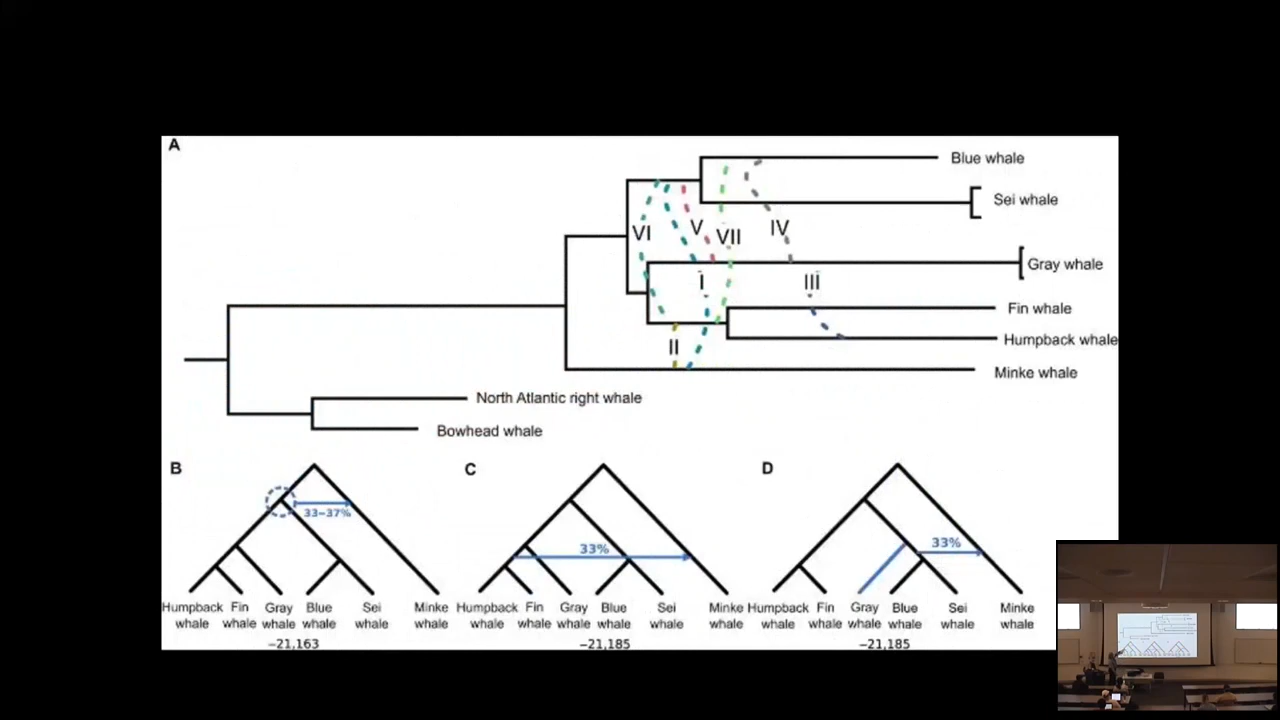 A
Blue whale
Sei whale
VI
V
VII
IV
Gray whale
I
III
Fin whale
II
Humpback whale
Minke whale
North Atlantic right whale
Bowhead whale
B
33–37%
Humpback whale
Fin whale
Gray whale
Blue whale
Sei whale
Minke whale
−21,163
C
33%
Humpback whale
Fin whale
Gray whale
Blue whale
Sei whale
Minke whale
−21,185
D
33%
Humpback whale
Fin whale
Gray whale
Blue whale
Sei whale
Minke whale
−21,185